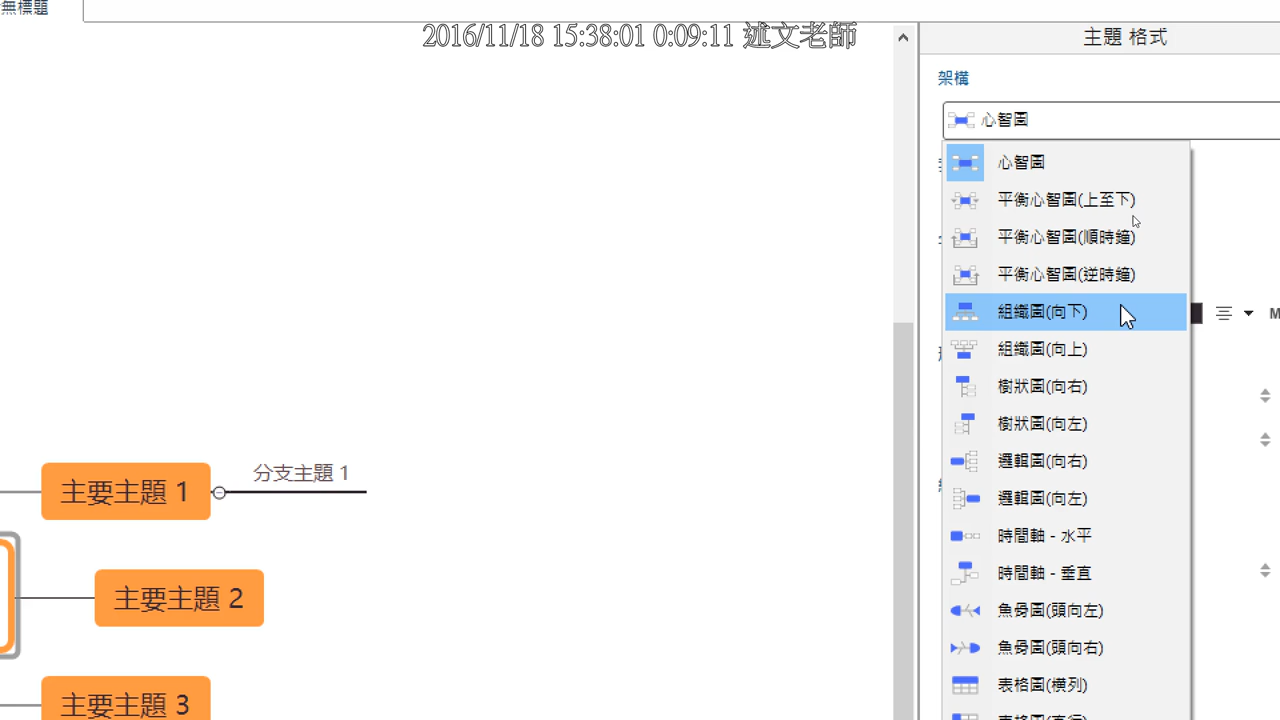 無標題
2016/11/18 15:38:01 0:09:11 述文老師
主題 格式
架構
心智圖
心智圖
平衡心智圖(上至下)
平衡心智圖(順時鐘)
平衡心智圖(逆時鐘)
組織圖(向下)
組織圖(向上)
樹狀圖(向右)
樹狀圖(向左)
邏輯圖(向右)
邏輯圖(向左)
時間軸 - 水平
時間軸 - 垂直
魚骨圖(頭向左)
魚骨圖(頭向右)
表格圖(橫列)
分支主題 1
主要主題 1
主要主題 2
主要主題 3